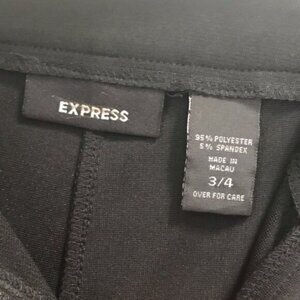 EXPRESS
95% POLYESTER
5% SPANDEX
MADE IN
MACAU
3/4
OVER FOR CARE